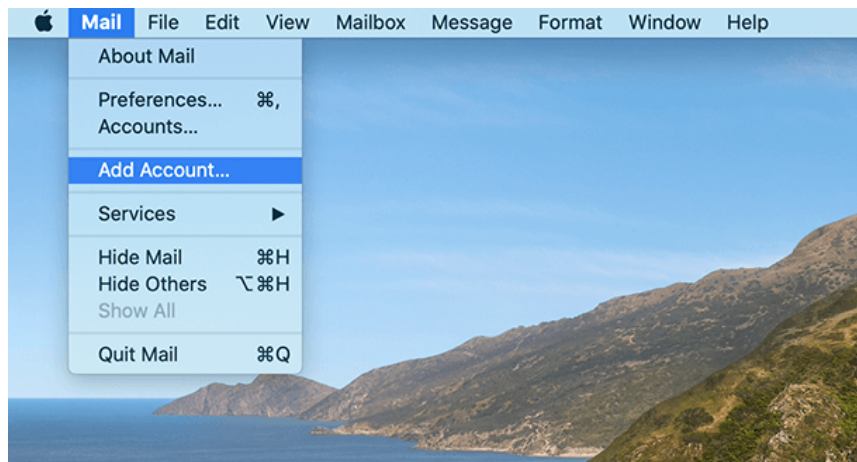 Mail File Edit View Mailbox Message Format Window Help
About Mail
Preferences... ⌘,
Accounts...
Add Account...
Services ▶
Hide Mail ⌘H
Hide Others ⌥⌘H
Show All
Quit Mail ⌘Q